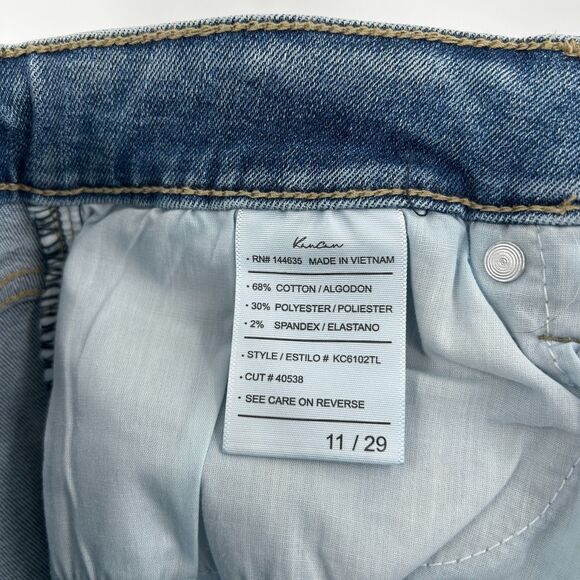 KanCan
• RN# 144635 MADE IN VIETNAM
• 68% COTTON / ALGODON
• 30% POLYESTER / POLIESTER
• 2% SPANDEX / ELASTANO
• STYLE / ESTILO # KC6102TL
• CUT # 40538
• SEE CARE ON REVERSE
11 / 29